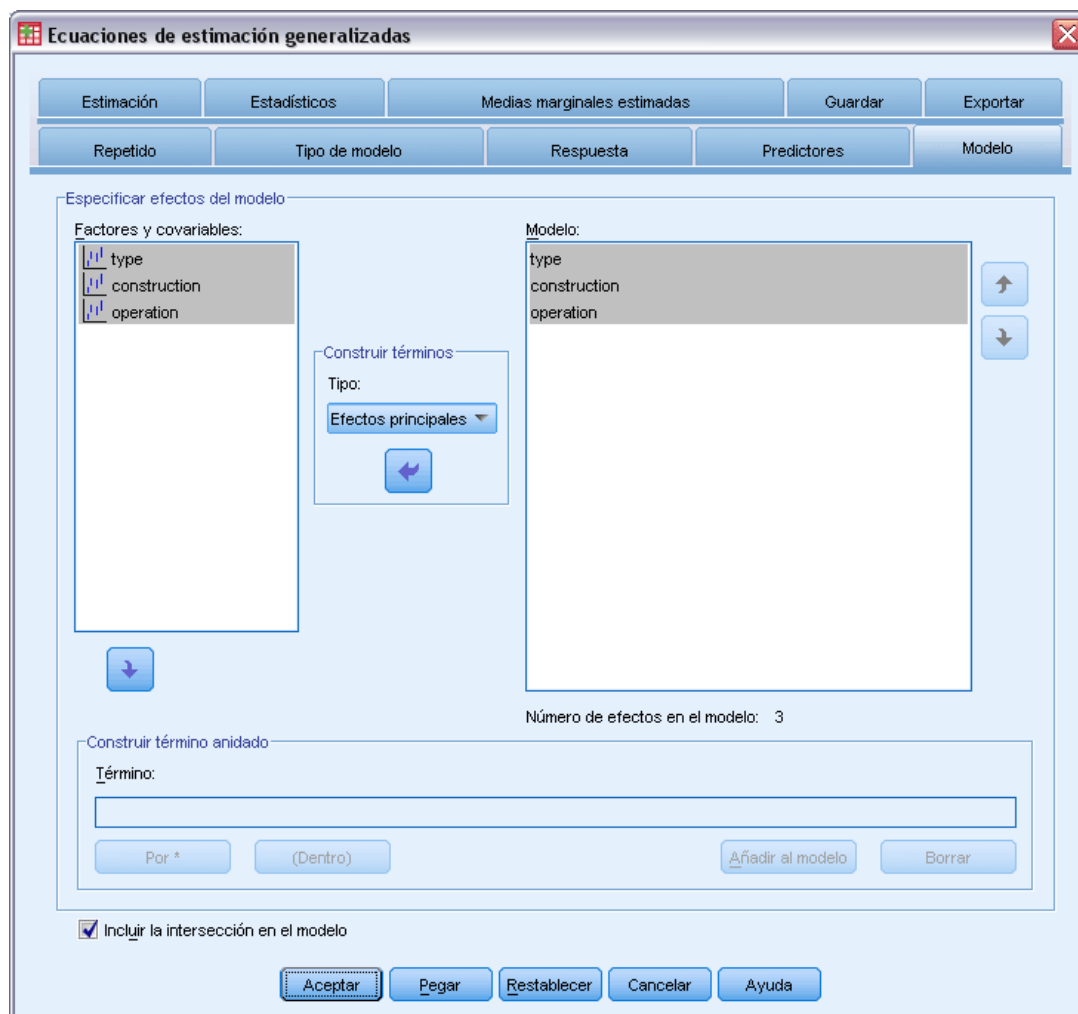 Ecuaciones de estimación generalizadas
Estimación
Estadísticos
Medias marginales estimadas
Guardar
Exportar
Repetido
Tipo de modelo
Respuesta
Predictores
Modelo
Especificar efectos del modelo
Factores y covariables:
type
construction
operation
Construir términos
Tipo:
Efectos principales
Modelo:
type
construction
operation
Número de efectos en el modelo: 3
Construir término anidado
Término:
Por *
(Dentro)
Añadir al modelo
Borrar
Incluir la intersección en el modelo
Aceptar
Pegar
Restablecer
Cancelar
Ayuda